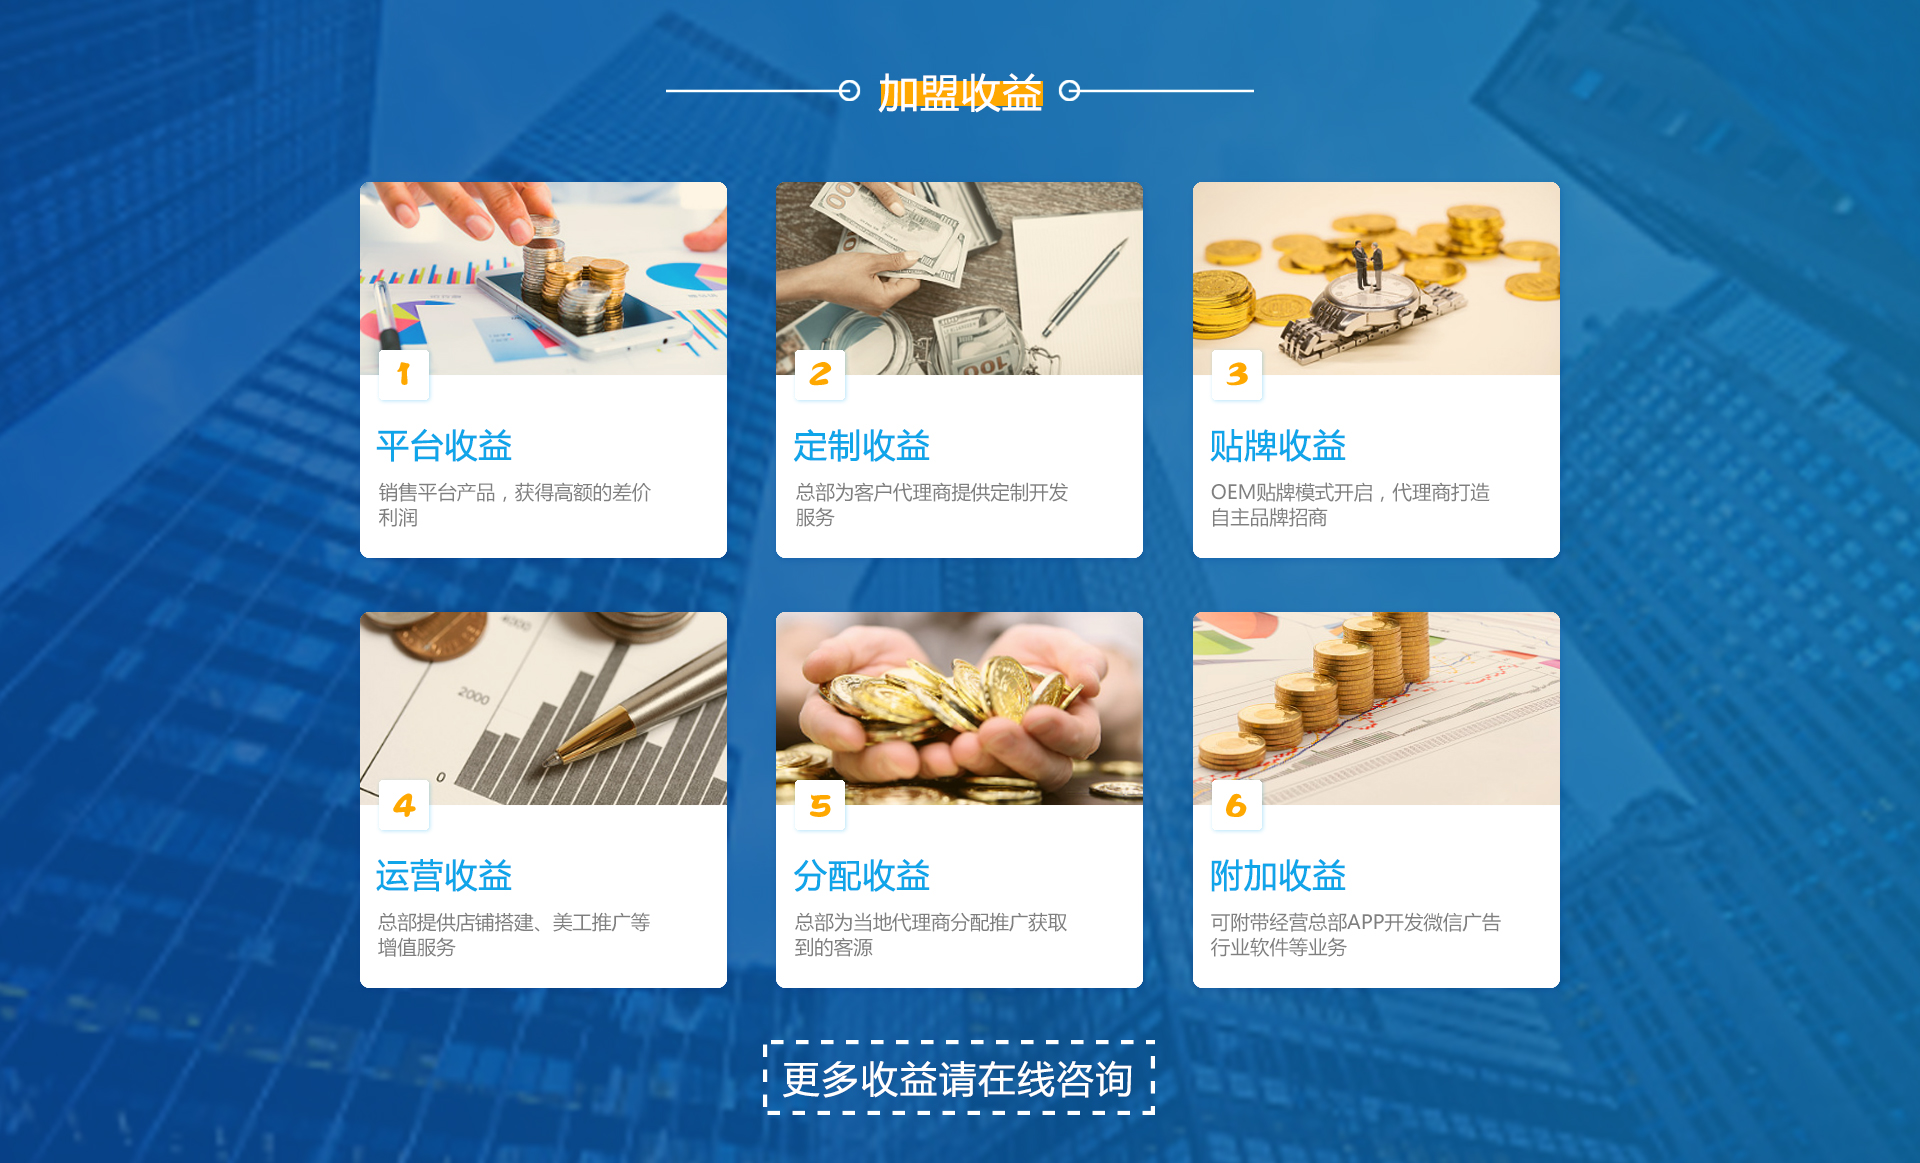 加盟收益
1
平台收益
销售平台产品，获得高额的差价
利润
2
定制收益
总部为客户代理商提供定制开发
服务
3
贴牌收益
OEM贴牌模式开启，代理商打造
自主品牌招商
4000
2000
0
4
运营收益
总部提供店铺搭建、美工推广等
增值服务
5
分配收益
总部为当地代理商分配推广获取
到的客源
6
附加收益
可附带经营总部APP开发微信广告
行业软件等业务
更多收益请在线咨询